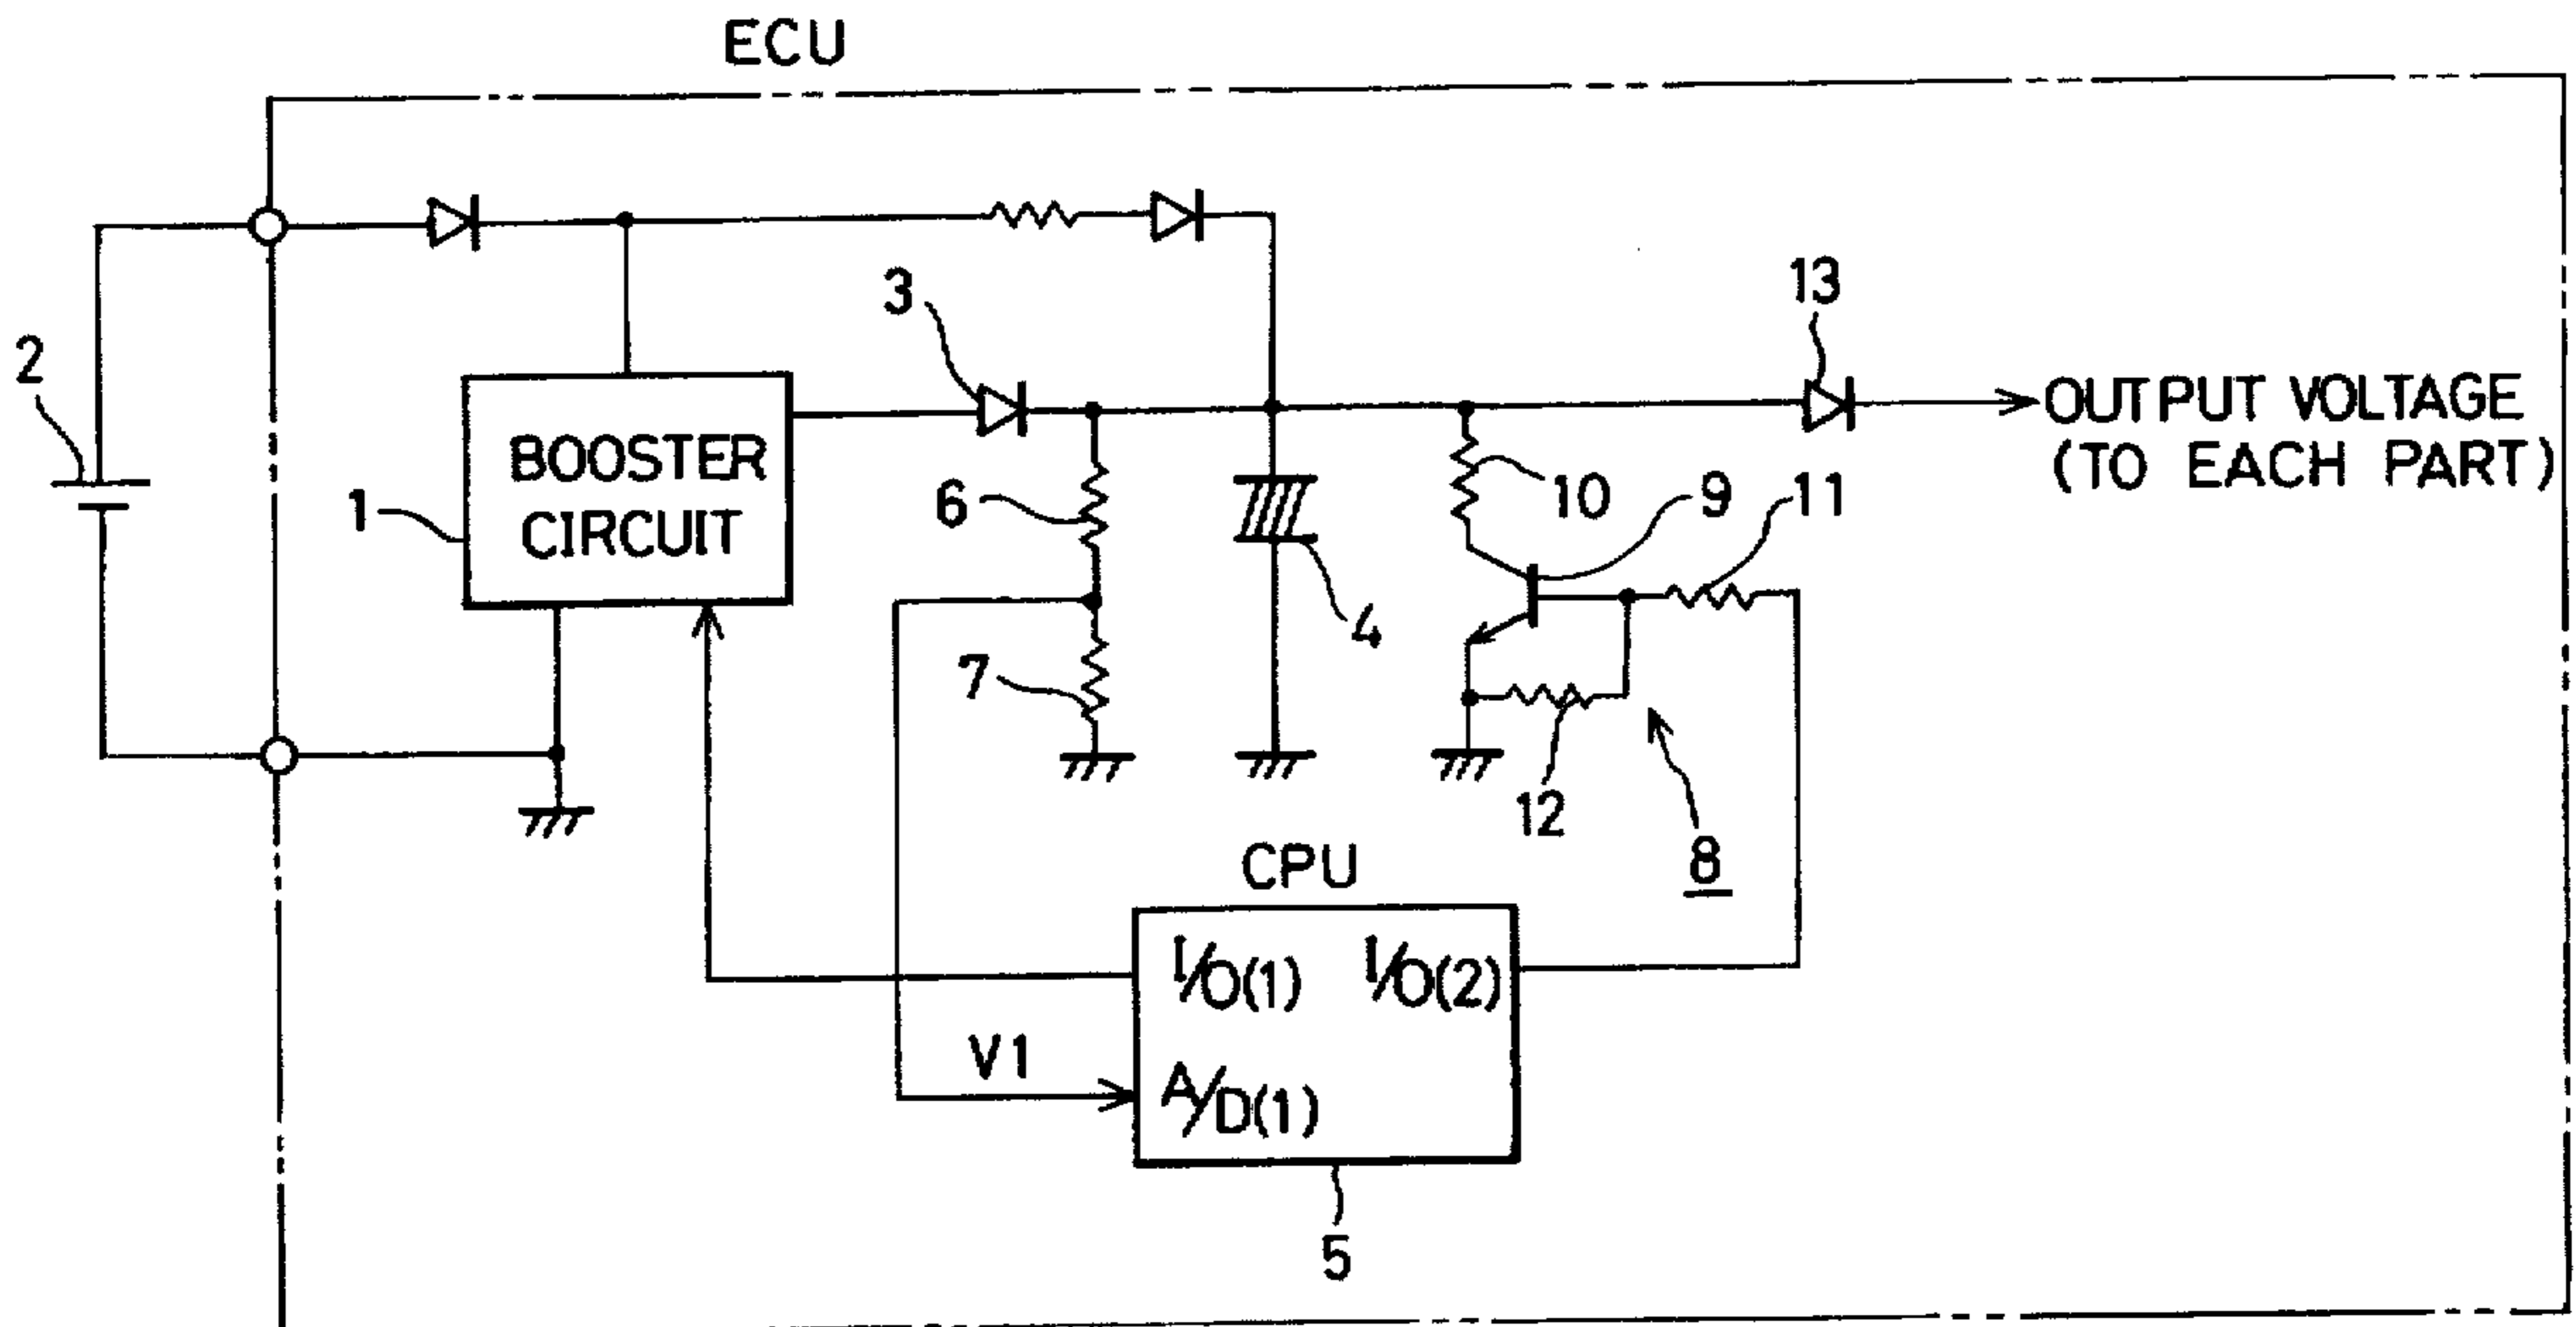 ECU
2
3
13
OUTPUT VOLTAGE
(TO EACH PART)
1
BOOSTER
CIRCUIT
6
10
9
11
4
7
12
8
CPU
I/O(1)
I/O(2)
V1
A/D(1)
5